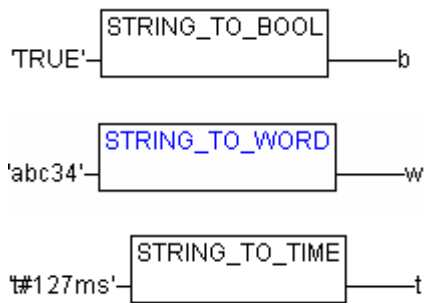 STRING_TO_BOOL
'TRUE' b
STRING_TO_WORD
'abc34' w
STRING_TO_TIME
't#127ms' t